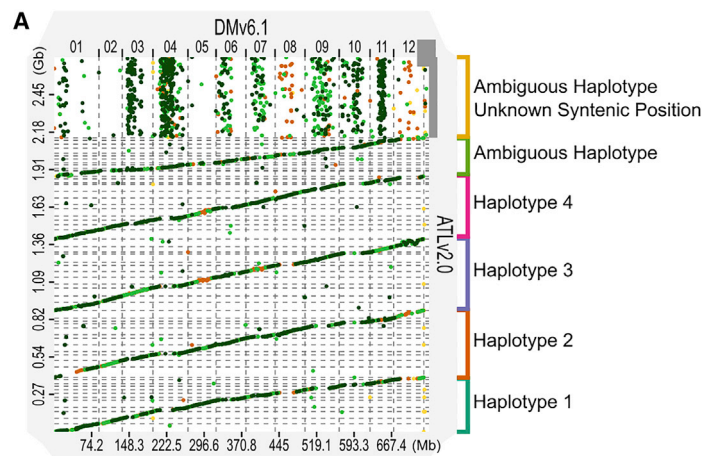 A
DMv6.1
01 02 03 04 05 06 07 08 09 10 11 12
(Gb)
2.45
2.18
1.91
1.63
1.36
1.09
0.82
0.54
0.27
ATLv2.0
Ambiguous Haplotype
Unknown Syntenic Position
Ambiguous Haplotype
Haplotype 4
Haplotype 3
Haplotype 2
Haplotype 1
74.2 148.3 222.5 296.6 370.8 445 519.1 593.3 667.4 (Mb)